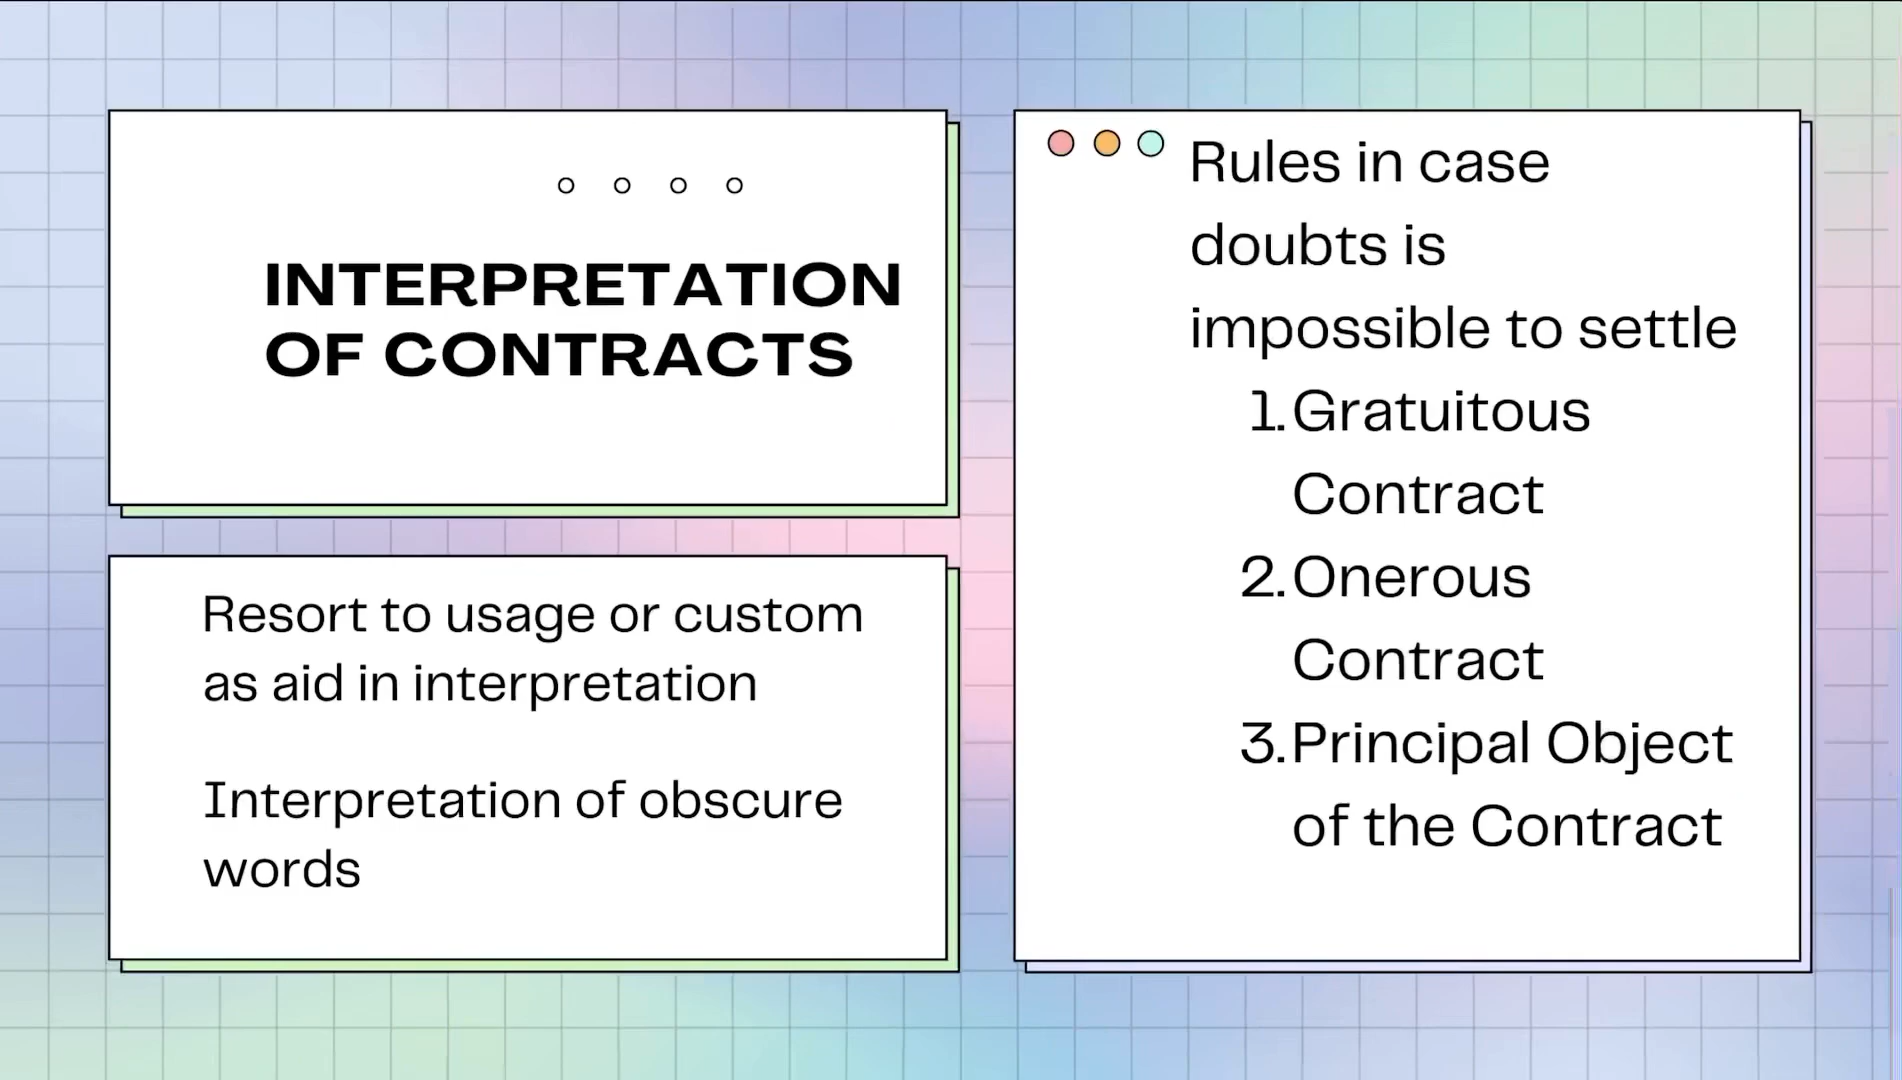 INTERPRETATION
OF CONTRACTS
Resort to usage or custom
as aid in interpretation
Interpretation of obscure
words
Rules in case
doubts is
impossible to settle
1. Gratuitous
Contract
2. Onerous
Contract
3. Principal Object
of the Contract